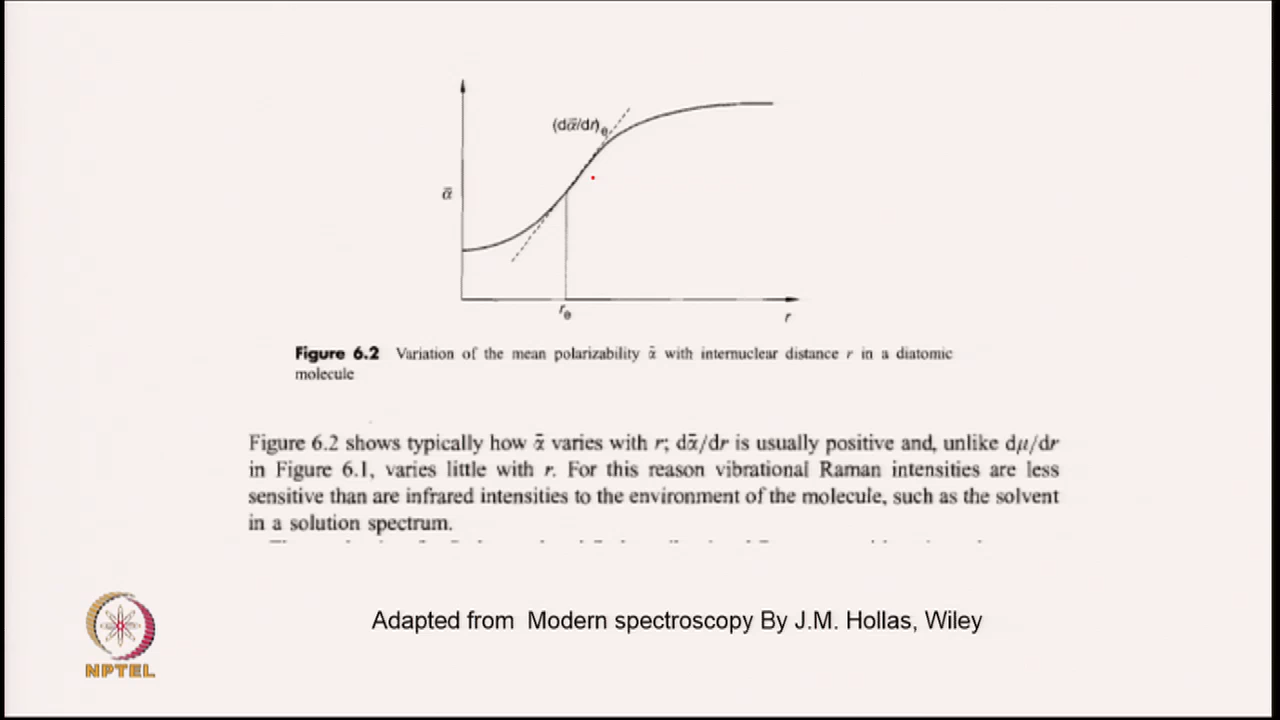 (dᾱ/dr)e
ᾱ
re
r
Figure 6.2 Variation of the mean polarizability ᾱ with internuclear distance r in a diatomic
molecule
Figure 6.2 shows typically how ᾱ varies with r; dᾱ/dr is usually positive and, unlike dμ/dr
in Figure 6.1, varies little with r. For this reason vibrational Raman intensities are less
sensitive than are infrared intensities to the environment of the molecule, such as the solvent
in a solution spectrum.
Adapted from Modern spectroscopy By J.M. Hollas, Wiley
NPTEL